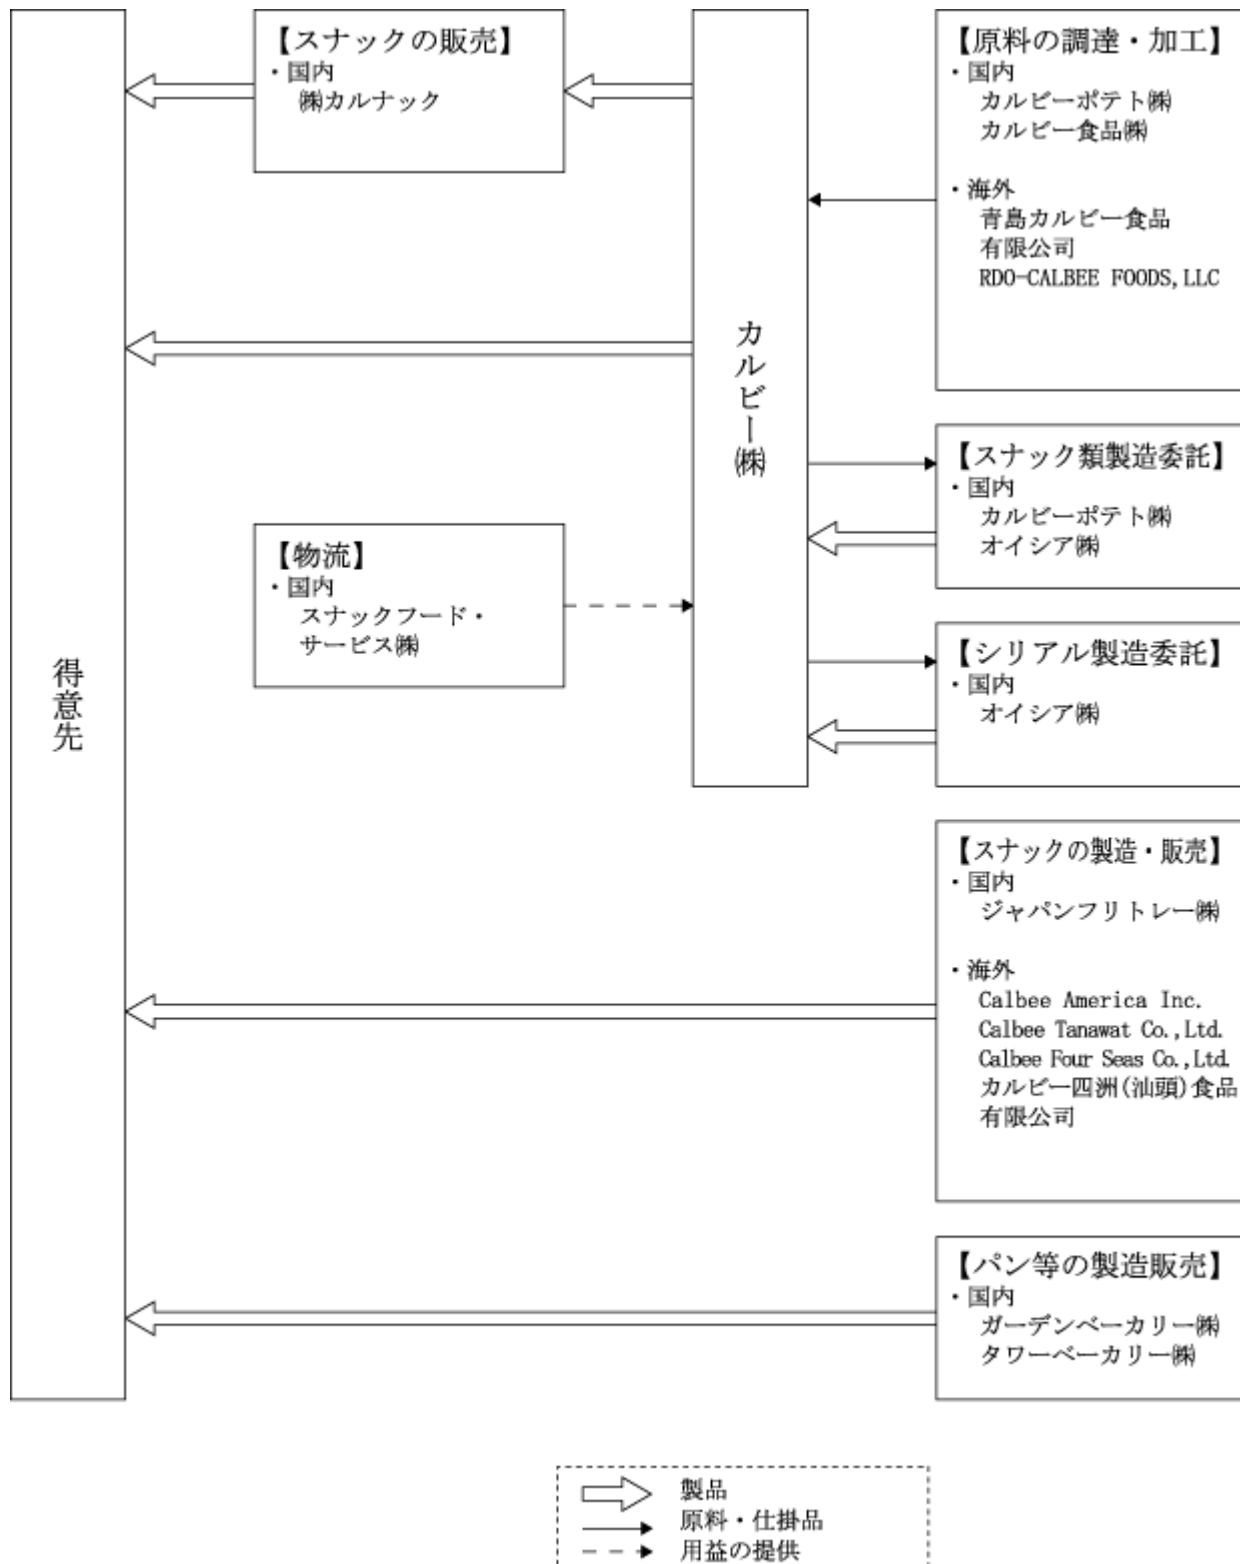 【スナックの販売】
・国内
㈱カルナック
【原料の調達・加工】
・国内
カルビーポテト㈱
カルビー食品㈱
・海外
青島カルビー食品
有限公司
RDO-CALBEE FOODS,LLC
カルビー㈱
【スナック類製造委託】
・国内
カルビーポテト㈱
オイシア㈱
【物流】
・国内
スナックフード・
サービス㈱
【シリアル製造委託】
・国内
オイシア㈱
得意先
【スナックの製造・販売】
・国内
ジャパンフリトレー㈱
・海外
Calbee America Inc.
Calbee Tanawat Co.,Ltd.
Calbee Four Seas Co.,Ltd.
カルビー四洲(汕頭)食品
有限公司
【パン等の製造販売】
・国内
ガーデンベーカリー㈱
タワーベーカリー㈱
製品
原料・仕掛品
用益の提供